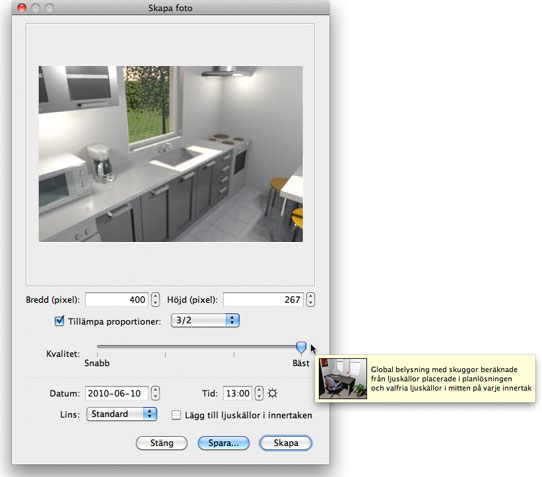 Skapa foto
Bredd (pixel): 400 Höjd (pixel): 267
Tillämpa proportioner: 3/2
Kvalitet:
Snabb Bäst
Global belysning med skuggor beräknade
från ljuskällor placerade i planlösningen
och valfria ljuskällor i mitten på varje innertak
Datum: 2010-06-10 Tid: 13:00
Lins: Standard Lägg till ljuskällor i innertaken
Stäng Spara... Skapa